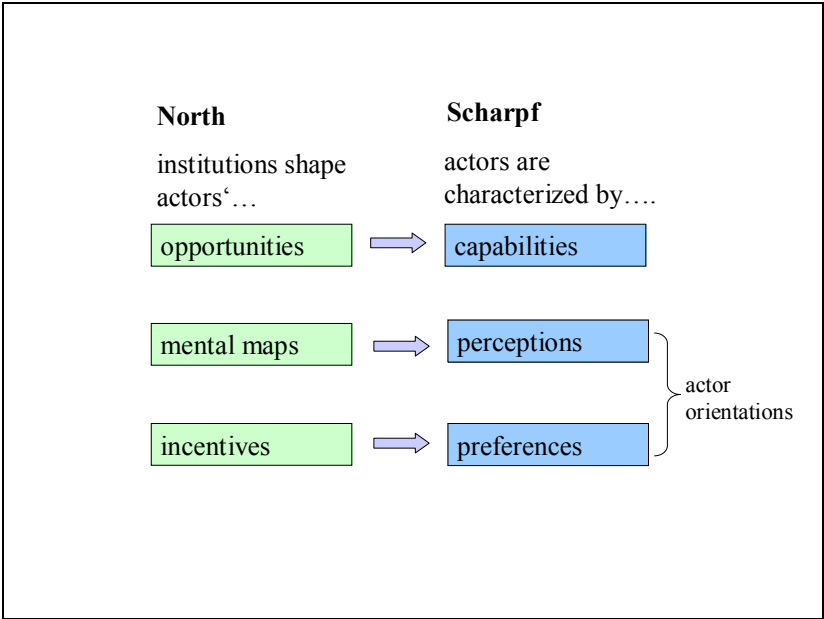 North
institutions shape
actors‘…
opportunities
mental maps
incentives
Scharpf
actors are
characterized by….
capabilities
perceptions
preferences
actor
orientations